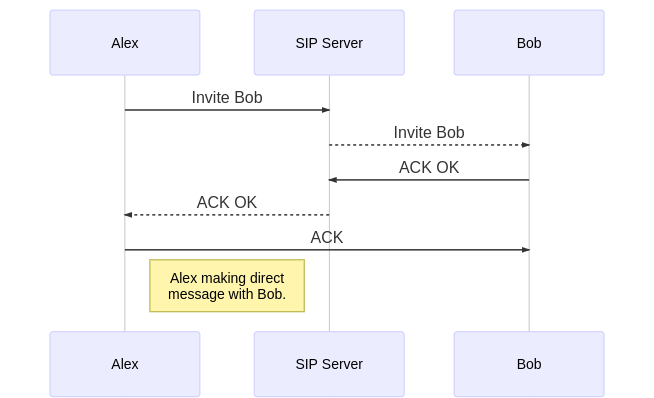 Alex
SIP Server
Bob
Invite Bob
Invite Bob
ACK OK
ACK OK
ACK
Alex making direct
message with Bob.
Alex
SIP Server
Bob